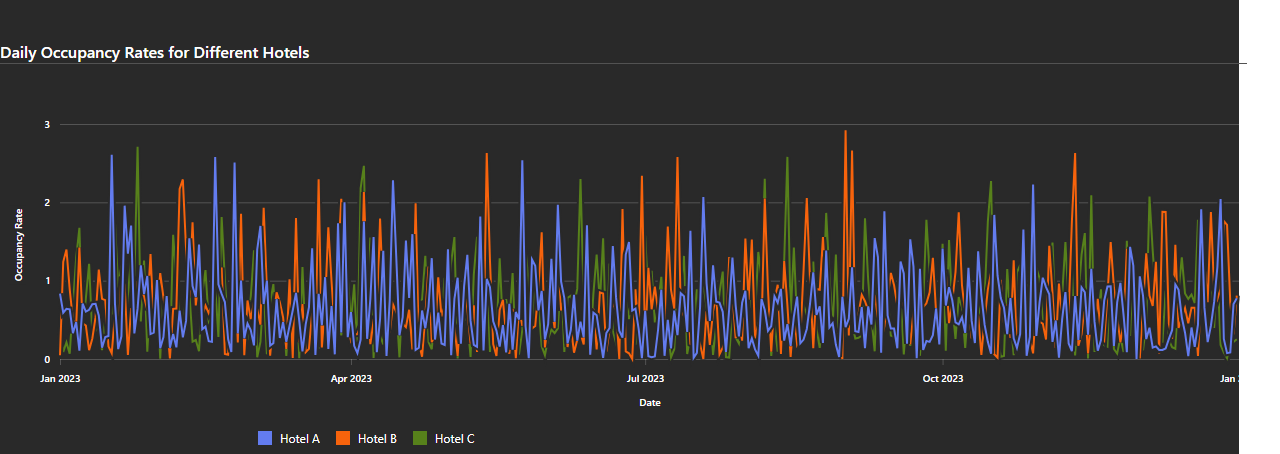 Daily Occupancy Rates for Different Hotels
3
2
1
0
Occupancy Rate
Jan 2023
Apr 2023
Jul 2023
Oct 2023
Jan
Date
Hotel A
Hotel B
Hotel C